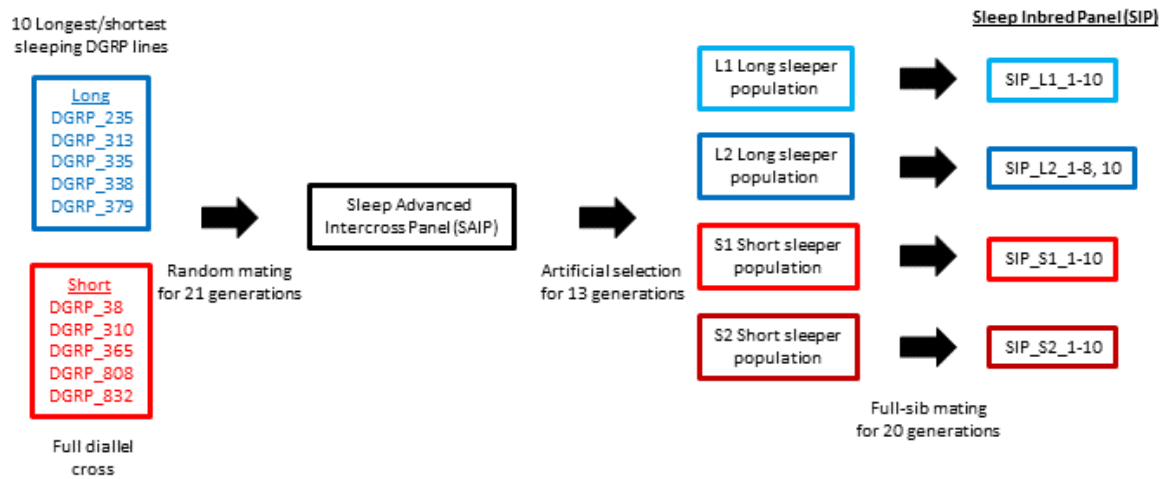 10 Longest/shortest
sleeping DGRP lines
Long
DGRP_235
DGRP_313
DGRP_335
DGRP_338
DGRP_379
Short
DGRP_38
DGRP_310
DGRP_365
DGRP_808
DGRP_832
Full diallel
cross
Random mating
for 21 generations
Sleep Advanced
Intercross Panel (SAIP)
Artificial selection
for 13 generations
L1 Long sleeper
population
L2 Long sleeper
population
S1 Short sleeper
population
S2 Short sleeper
population
Full-sib mating
for 20 generations
Sleep Inbred Panel (SIP)
SIP_L1_1-10
SIP_L2_1-8, 10
SIP_S1_1-10
SIP_S2_1-10